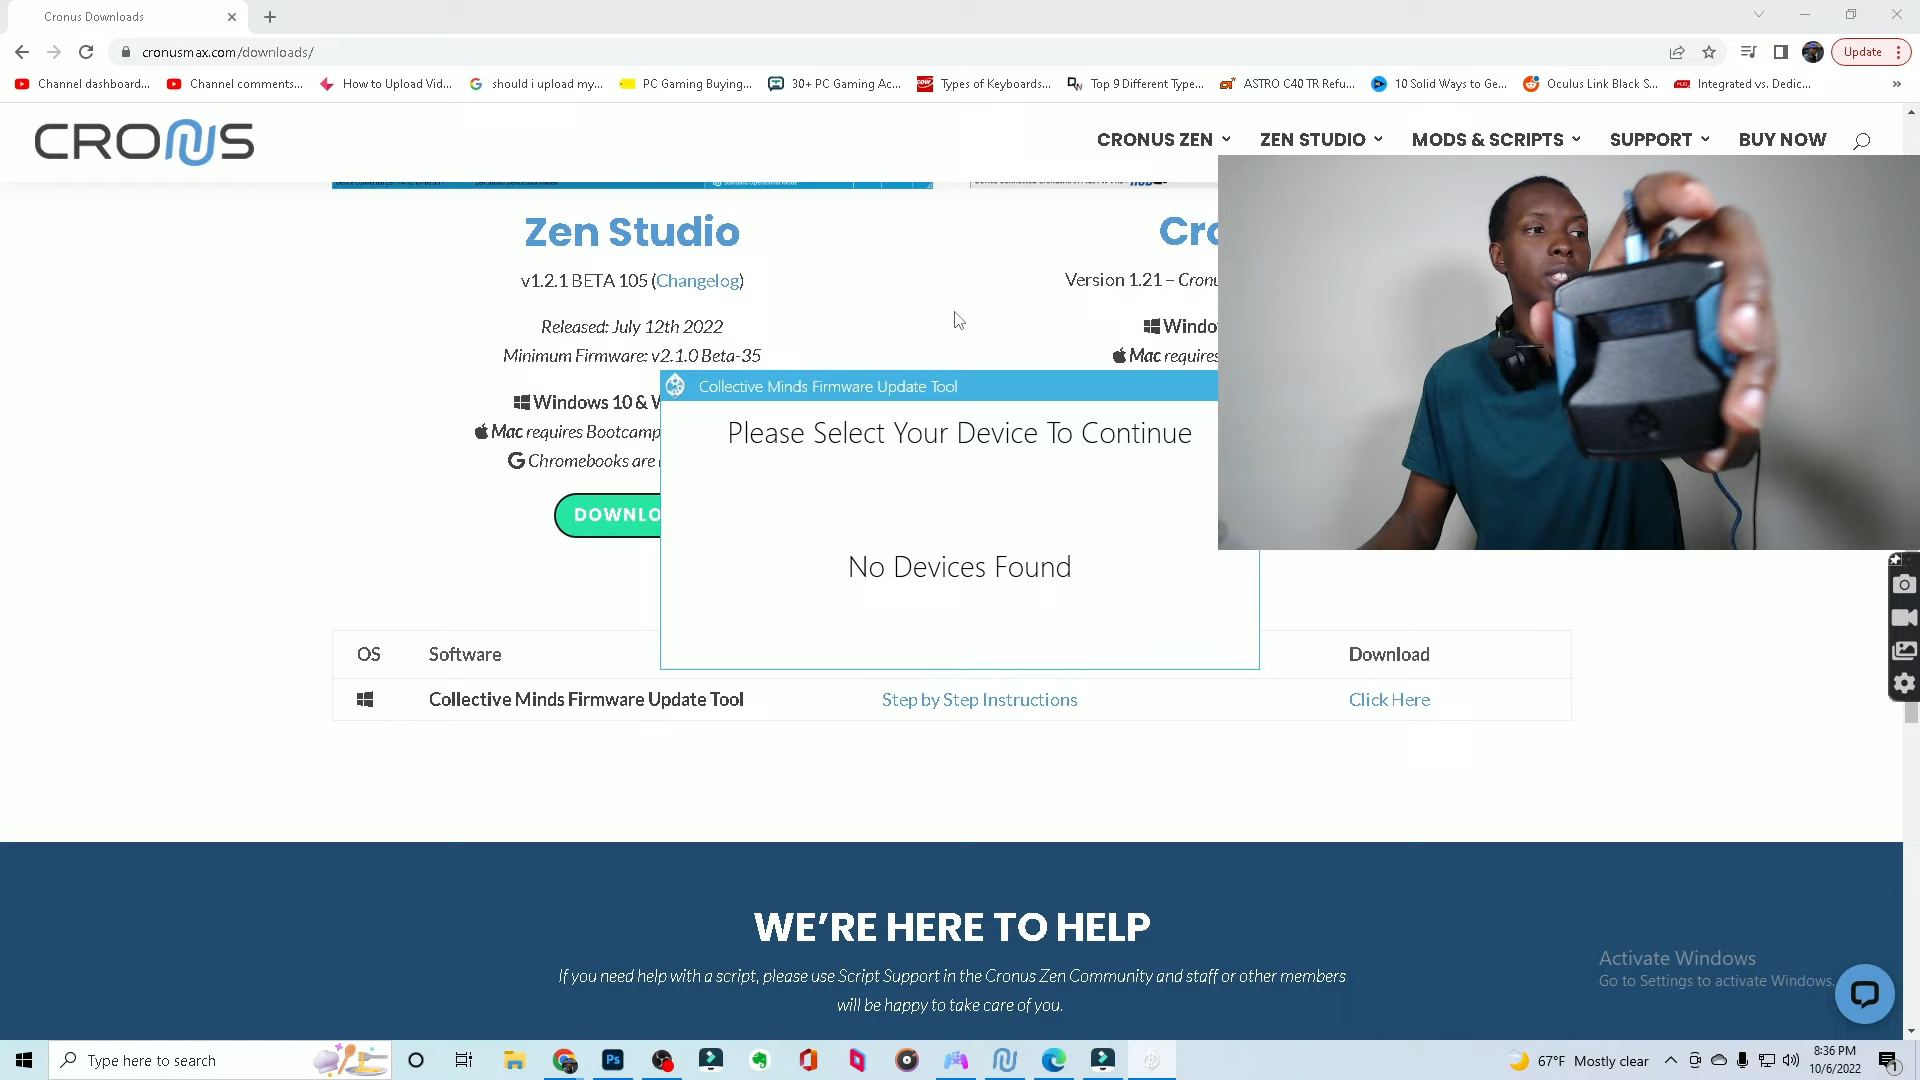 Cronus Downloads
cronusmax.com/downloads/
Update
Channel dashboard...
Channel comments...
How to Upload Vid...
should i upload my...
PC Gaming Buying...
30+ PC Gaming Ac...
Types of Keyboards...
Top 9 Different Type...
ASTRO C40 TR Refu...
10 Solid Ways to Ge...
Oculus Link Black S...
Integrated vs. Dedic...
CRONUS
CRONUS ZEN
ZEN STUDIO
MODS & SCRIPTS
SUPPORT
BUY NOW
Zen Studio
v1.2.1 BETA 105 (Changelog)
Released: July 12th 2022
Minimum Firmware: v2.1.0 Beta-35
Windows 10 & W
Mac requires Bootcamp
Chromebooks are
DOWNLO
Cro
Version 1.21 – Cronu
Windo
Mac requires
Collective Minds Firmware Update Tool
Please Select Your Device To Continue
No Devices Found
OS
Software
Download
Collective Minds Firmware Update Tool
Step by Step Instructions
Click Here
WE'RE HERE TO HELP
If you need help with a script, please use Script Support in the Cronus Zen Community and staff or other members
will be happy to take care of you.
Activate Windows
Go to Settings to activate Windows.
Type here to search
Ps
67°F Mostly clear
8:36 PM
10/6/2022
1